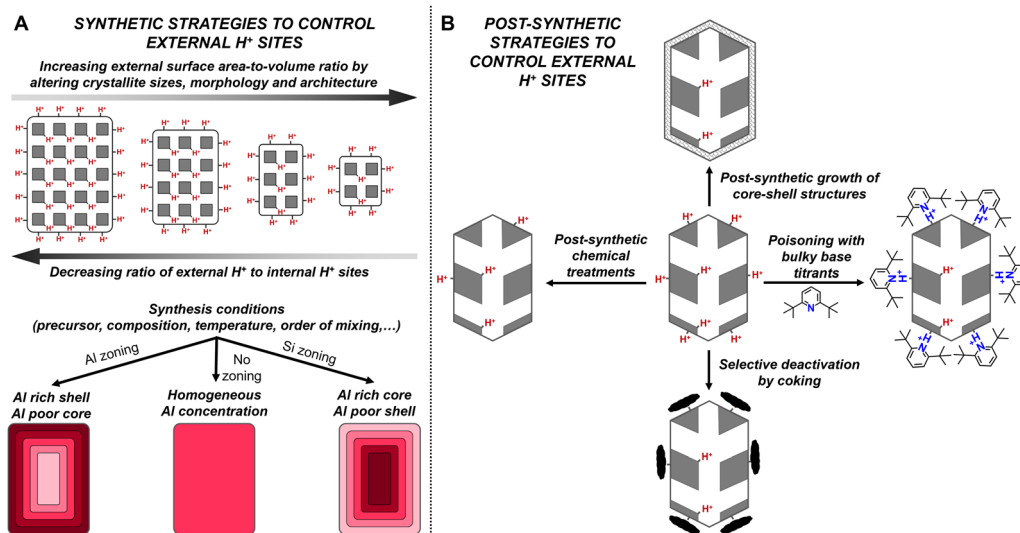 A
SYNTHETIC STRATEGIES TO CONTROL
EXTERNAL H⁺ SITES
Increasing external surface area-to-volume ratio by
altering crystallite sizes, morphology and architecture
H⁺ H⁺ H⁺ H⁺
H⁺ H⁺ H⁺
H⁺ H⁺
H⁺ H⁺
Decreasing ratio of external H⁺ to internal H⁺ sites
Synthesis conditions
(precursor, composition, temperature, order of mixing,…)
Al zoning
No
zoning
Si zoning
Al rich shell
Al poor core
Homogeneous
Al concentration
Al rich core
Al poor shell
B
POST-SYNTHETIC
STRATEGIES TO
CONTROL EXTERNAL
H⁺ SITES
H⁺
H⁺
Post-synthetic growth of
core-shell structures
Post-synthetic
chemical
treatments
H⁺
H⁺
H⁺ H⁺
H⁺ H⁺ H⁺
H⁺
H⁺ H⁺
Poisoning with
bulky base
titrants
N
N H⁺
N H⁺
N H⁺
N H⁺
N H⁺
N H⁺
H⁺
H⁺
Selective deactivation
by coking
H⁺
H⁺